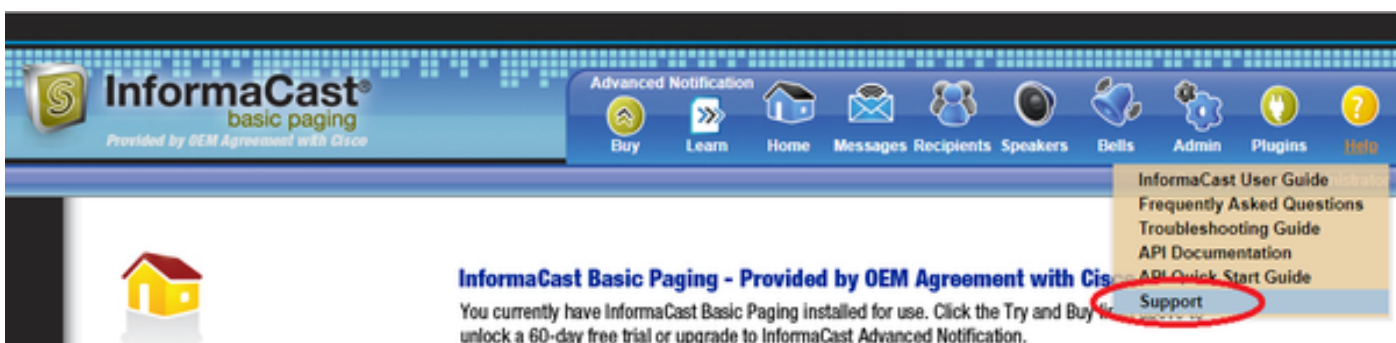 InformaCast®
basic paging
Provided by OEM Agreement with Cisco
Advanced Notification
Buy
Learn
Home
Messages
Recipients
Speakers
Bells
Admin
Plugins
Help
InformaCast User Guide
Frequently Asked Questions
Troubleshooting Guide
API Documentation
API Quick Start Guide
Support
InformaCast Basic Paging - Provided by OEM Agreement with Cis
You currently have InformaCast Basic Paging installed for use. Click the Try and Buy
unlock a 60-day free trial or upgrade to InformaCast Advanced Notification.